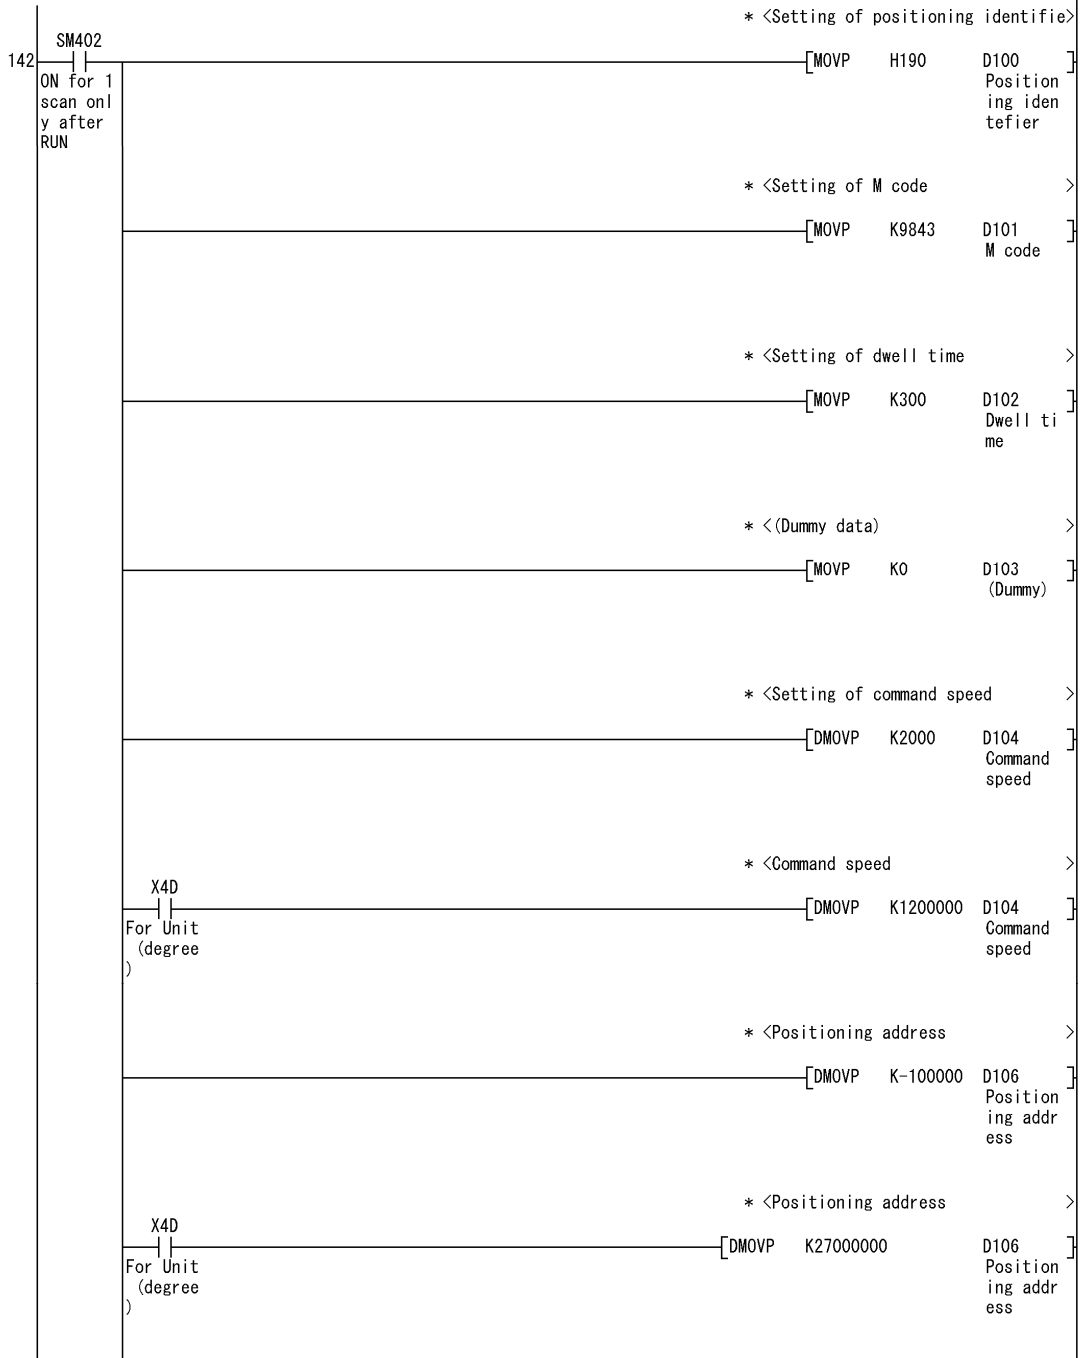 * <Setting of positioning identifie>
SM402
142
[MOVP H190 D100 ]
ON for 1
scan onl
y after
RUN
Position
ing iden
tefier
* <Setting of M code >
[MOVP K9843 D101 ]
M code
* <Setting of dwell time >
[MOVP K300 D102 ]
Dwell ti
me
* <(Dummy data) >
[MOVP K0 D103 ]
(Dummy)
* <Setting of command speed >
[DMOVP K2000 D104 ]
Command
speed
* <Command speed >
X4D
[DMOVP K1200000 D104 ]
For Unit
(degree
)
Command
speed
* <Positioning address >
[DMOVP K-100000 D106 ]
Position
ing addr
ess
* <Positioning address >
X4D
[DMOVP K27000000 D106 ]
For Unit
(degree
)
Position
ing addr
ess